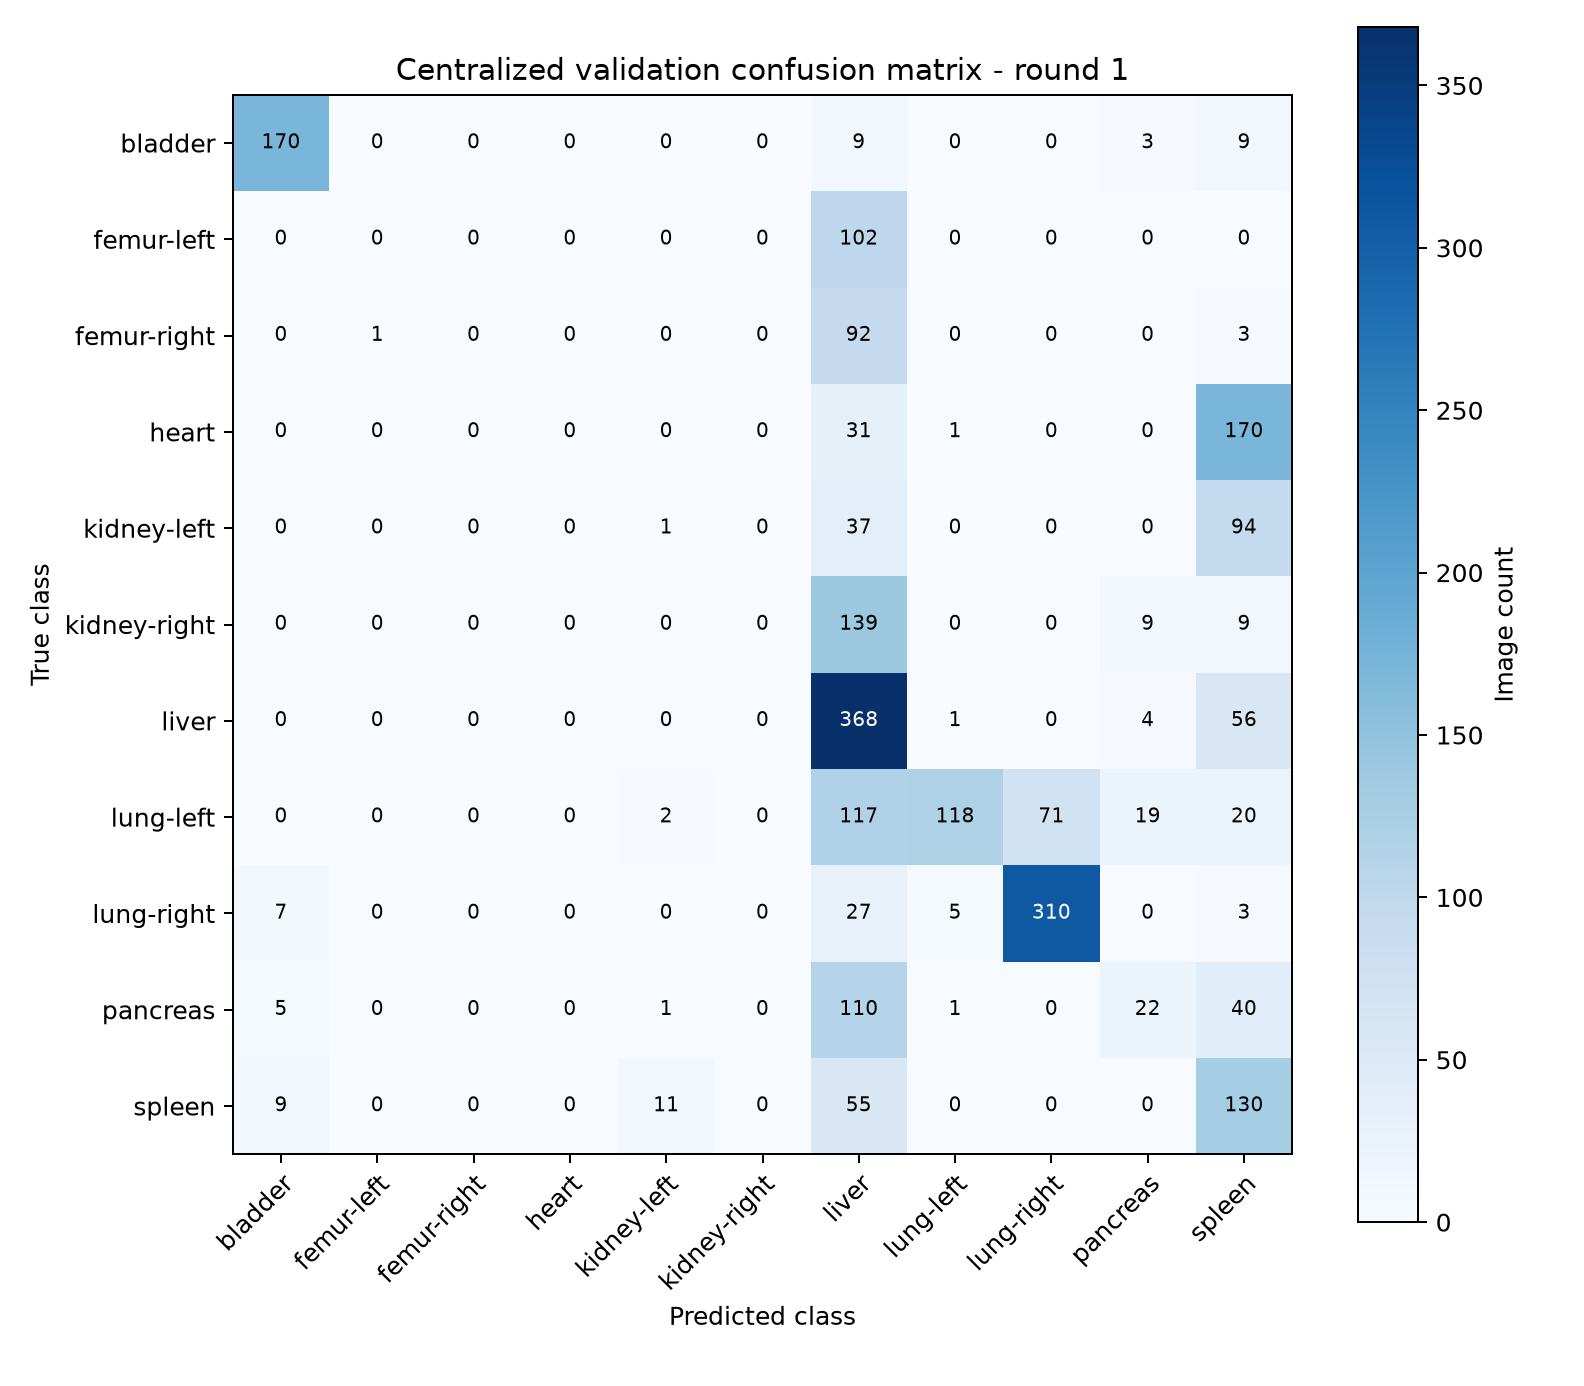 Centralized validation confusion matrix - round 1
bladder 170 0 0 0 0 0 9 0 0 3 9
femur-left 0 0 0 0 0 0 102 0 0 0 0
femur-right 0 1 0 0 0 0 92 0 0 0 3
heart 0 0 0 0 0 0 31 1 0 0 170
kidney-left 0 0 0 0 1 0 37 0 0 0 94
kidney-right 0 0 0 0 0 0 139 0 0 9 9
liver 0 0 0 0 0 0 368 1 0 4 56
lung-left 0 0 0 0 2 0 117 118 71 19 20
lung-right 7 0 0 0 0 0 27 5 310 0 3
pancreas 5 0 0 0 1 0 110 1 0 22 40
spleen 9 0 0 0 11 0 55 0 0 0 130
True class
bladder femur-left femur-right heart kidney-left kidney-right liver lung-left lung-right pancreas spleen
Predicted class
350
300
250
200
150
100
50
0
Image count